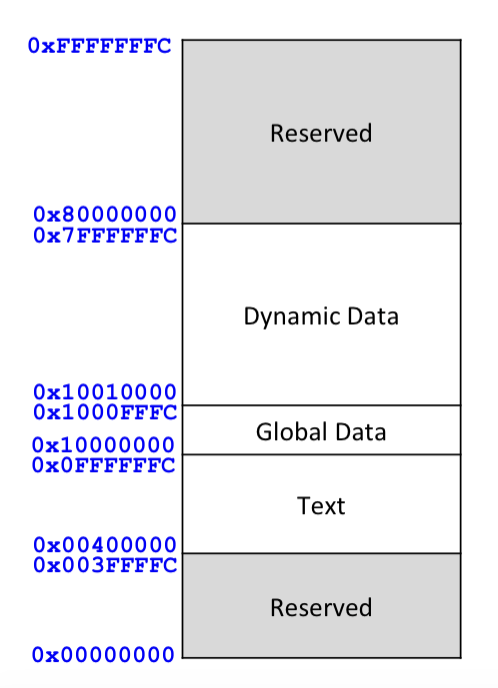 0xFFFFFFFC
Reserved
0x80000000
0x7FFFFFFC
Dynamic Data
0x10010000
0x1000FFFC
Global Data
0x10000000
0x0FFFFFFC
Text
0x00400000
0x003FFFFC
Reserved
0x00000000